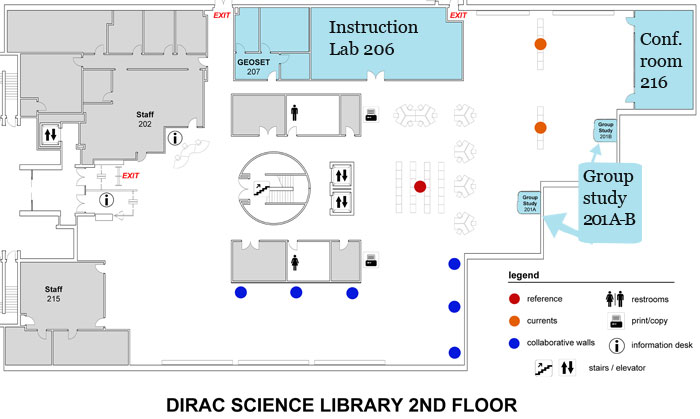 EXIT
EXIT
Instruction
Lab 206
Conf.
room
216
GEOSET
207
Staff
202
Group
Study
201B
EXIT
Group
study
201A-B
Group
Study
201A
Staff
215
legend
reference
restrooms
currents
print/copy
collaborative walls
information desk
stairs / elevator
DIRAC SCIENCE LIBRARY 2ND FLOOR